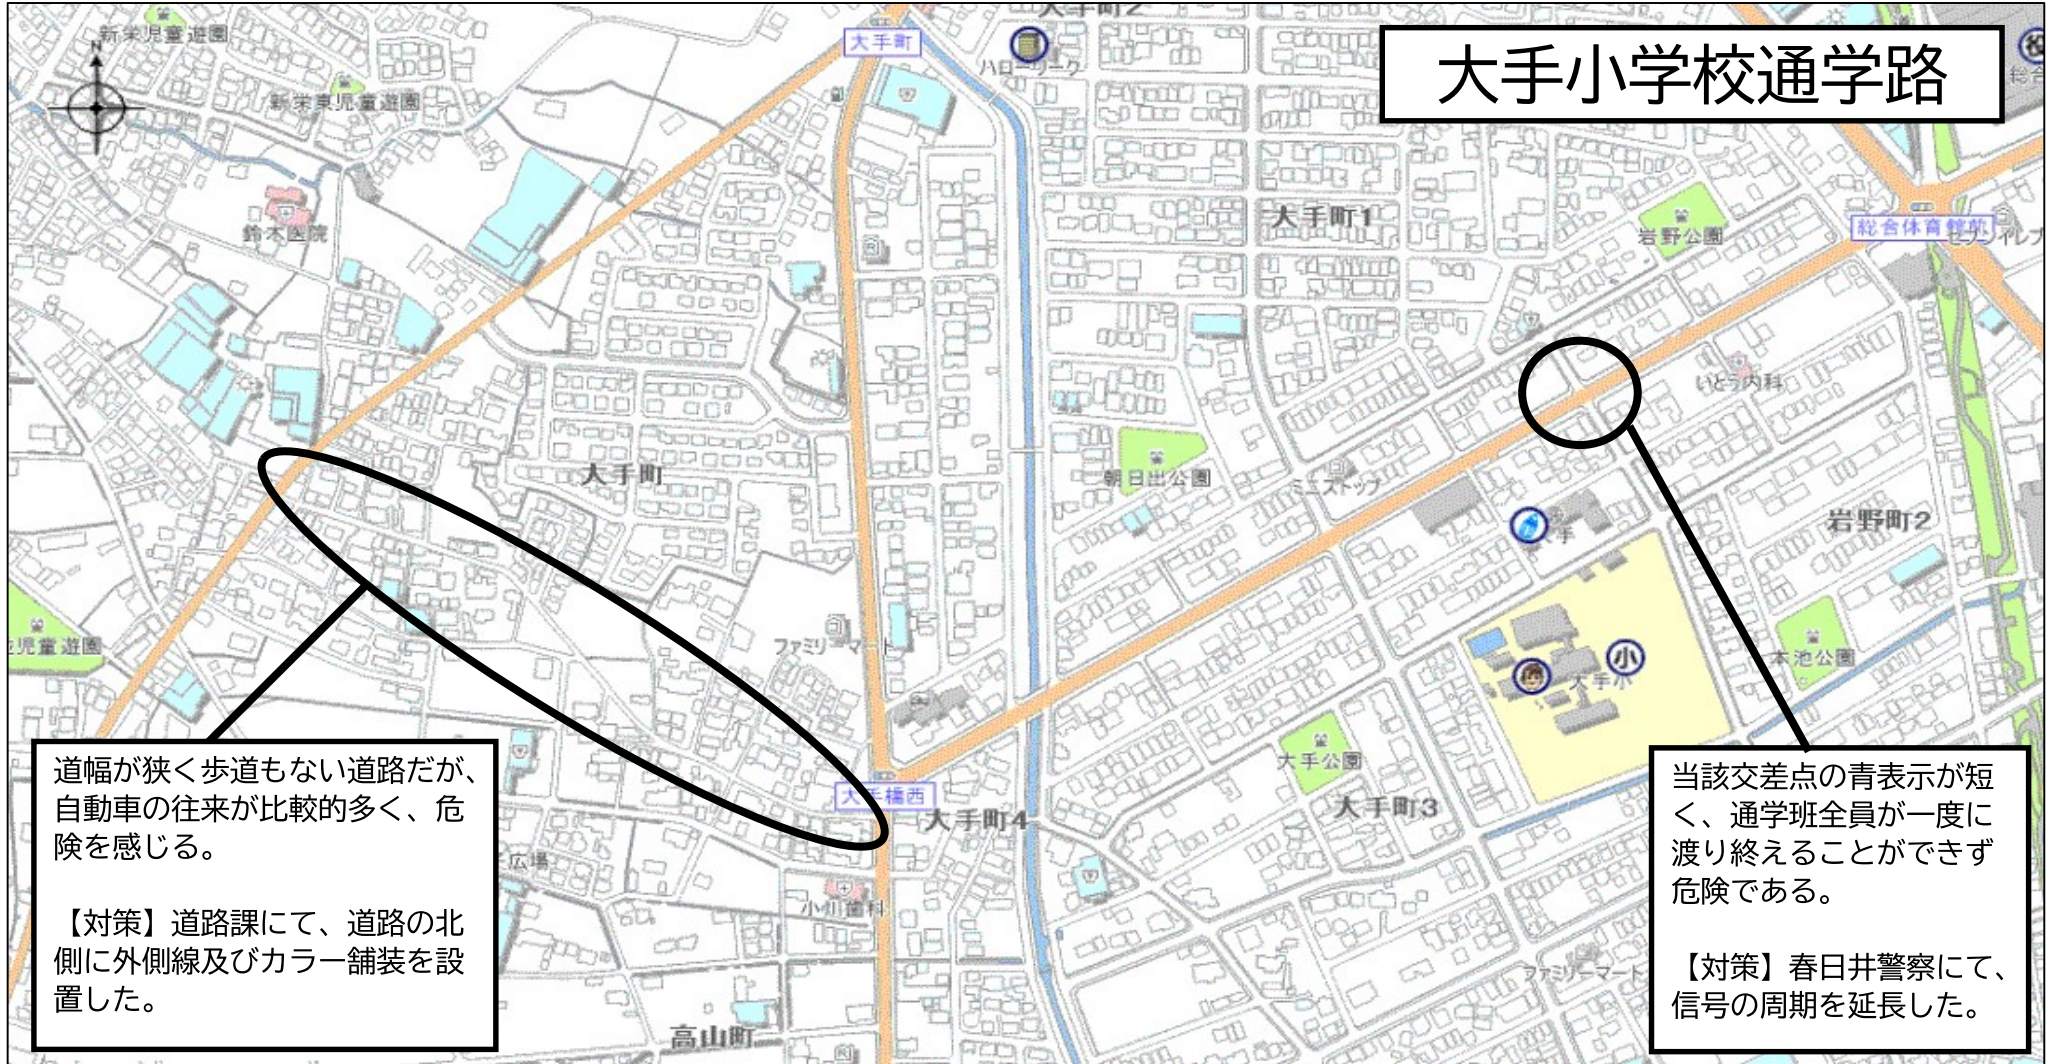 大手小学校通学路
新栄児童遊園
N
大手町
大手町2
ハローワーク
新栄東児童遊園
総合
鈴木医院
大手町1
岩野公園
総合体育館前
いとう内科
大手町
朝日出公園
ミニストップ
岩野町2
児童遊園
ファミリーマート
小
大手小
本池公園
大手公園
大手橋西
大手町4
大手町3
広場
小川歯科
ファミリーマート
高山町
道幅が狭く歩道もない道路だが、
自動車の往来が比較的多く、危
険を感じる。
【対策】道路課にて、道路の北
側に外側線及びカラー舗装を設
置した。
当該交差点の青表示が短
く、通学班全員が一度に
渡り終えることができず
危険である。
【対策】春日井警察にて、
信号の周期を延長した。